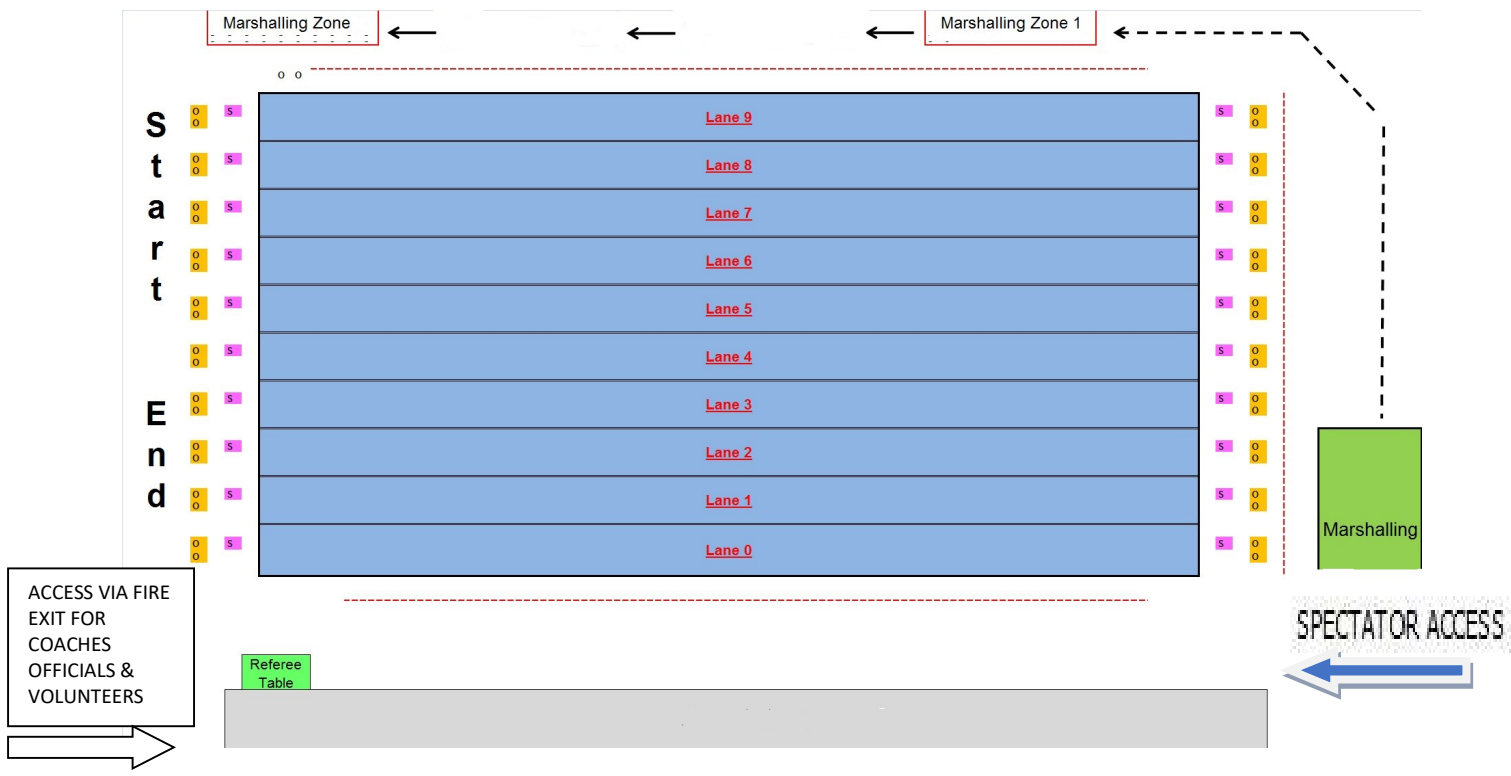 Marshalling Zone
Marshalling Zone 1
o o
Start End
o o S Lane 9 S o o
o o S Lane 8 S o o
o o S Lane 7 S o o
o o S Lane 6 S o o
o o S Lane 5 S o o
o o S Lane 4 S o o
o o S Lane 3 S o o
o o S Lane 2 S o o
o o S Lane 1 S o o
o o S Lane 0 S o o
Marshalling
ACCESS VIA FIRE
EXIT FOR
COACHES
OFFICIALS &
VOLUNTEERS
SPECTATOR ACCESS
Referee
Table